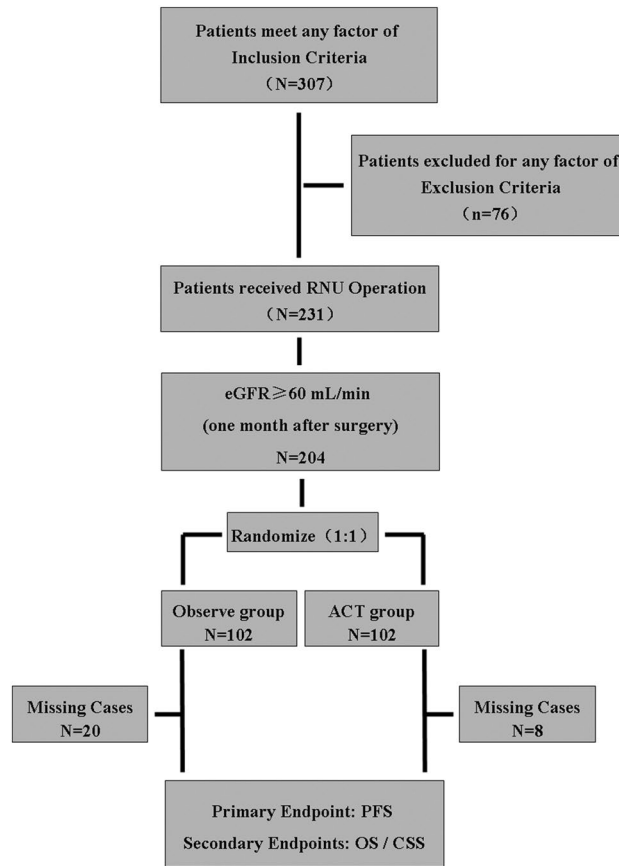 Patients meet any factor of
Inclusion Criteria
（N=307）
Patients excluded for any factor of
Exclusion Criteria
（n=76）
Patients received RNU Operation
（N=231）
eGFR≥60 mL/min
(one month after surgery)
N=204
Randomize（1:1）
Observe group
N=102
ACT group
N=102
Missing Cases
N=20
Missing Cases
N=8
Primary Endpoint: PFS
Secondary Endpoints: OS / CSS